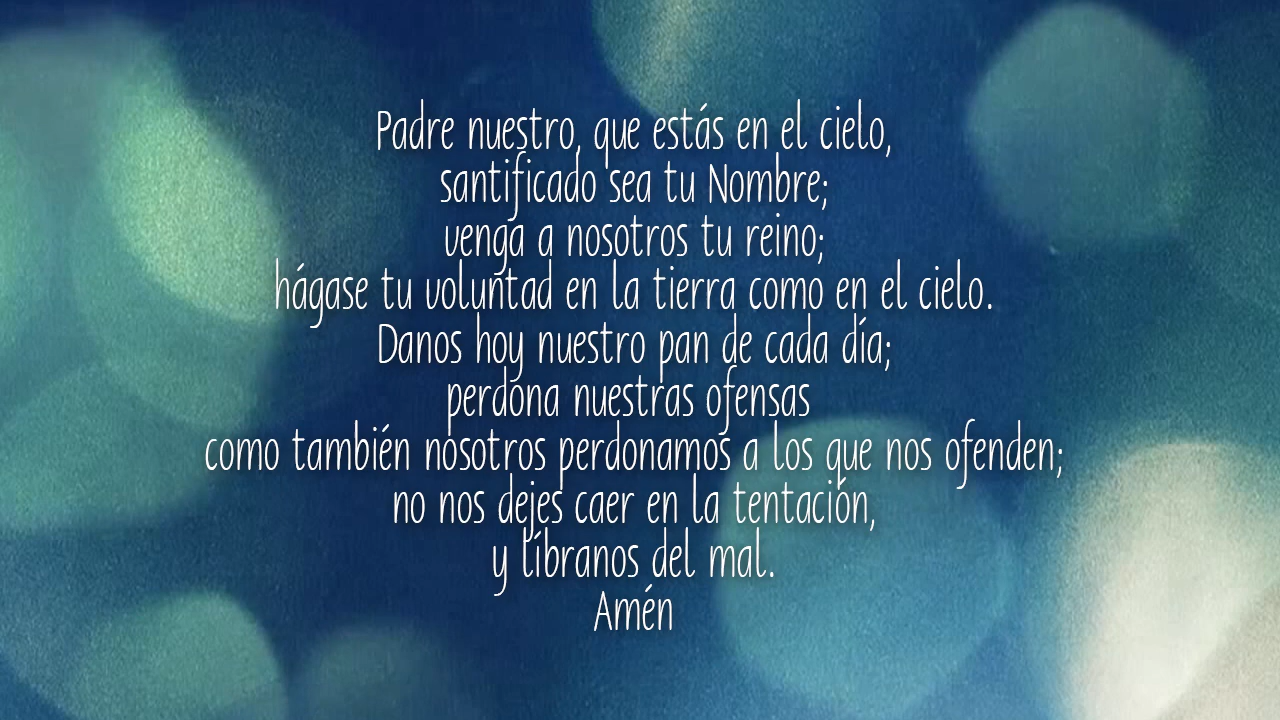 Padre nuestro, que estás en el cielo,
santificado sea tu Nombre;
venga a nosotros tu reino;
hágase tu voluntad en la tierra como en el cielo.
Danos hoy nuestro pan de cada día;
perdona nuestras ofensas
como también nosotros perdonamos a los que nos ofenden;
no nos dejes caer en la tentación,
y líbranos del mal.
Amén